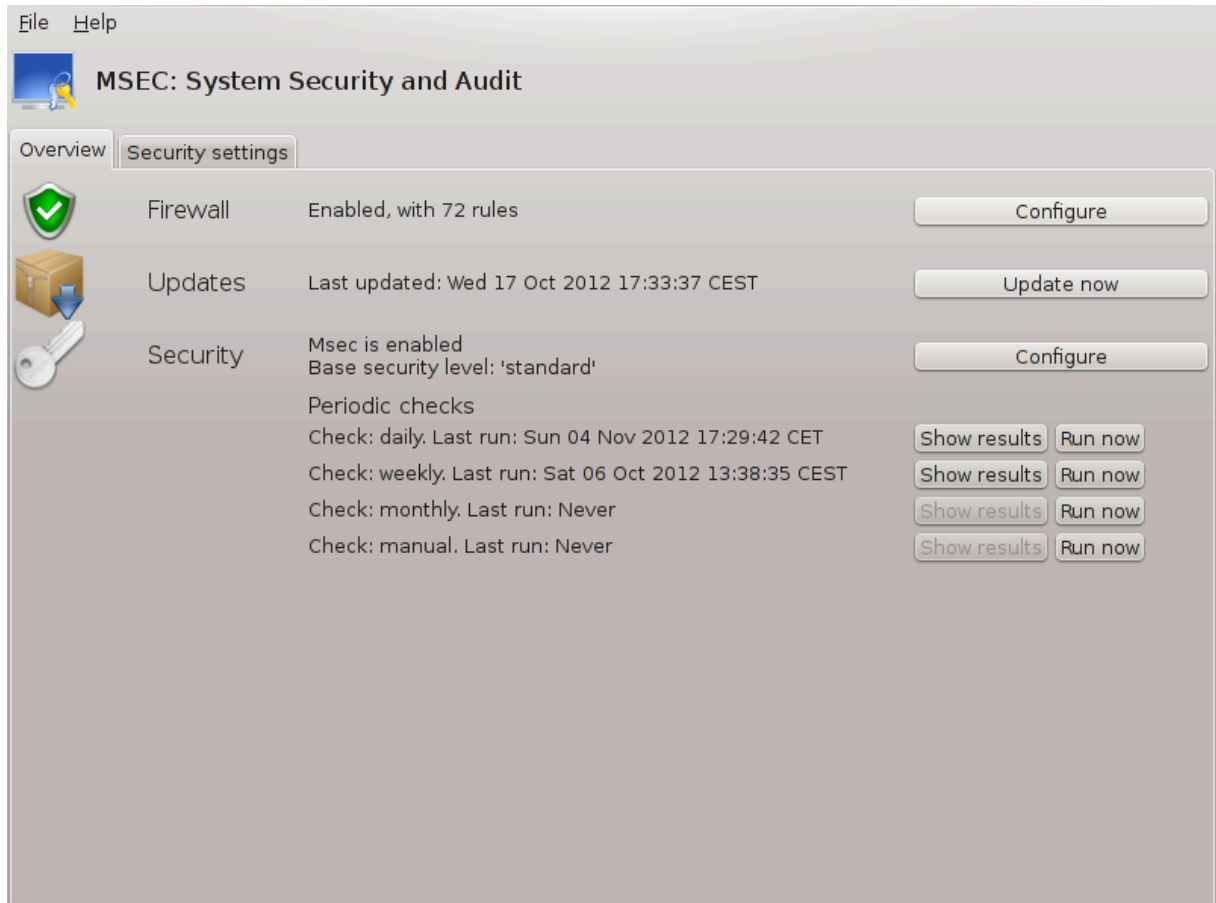 File Help
MSEC: System Security and Audit
Overview Security settings
Firewall Enabled, with 72 rules Configure
Updates Last updated: Wed 17 Oct 2012 17:33:37 CEST Update now
Security Msec is enabled
Base security level: 'standard' Configure
Periodic checks
Check: daily. Last run: Sun 04 Nov 2012 17:29:42 CET Show results Run now
Check: weekly. Last run: Sat 06 Oct 2012 13:38:35 CEST Show results Run now
Check: monthly. Last run: Never Show results Run now
Check: manual. Last run: Never Show results Run now